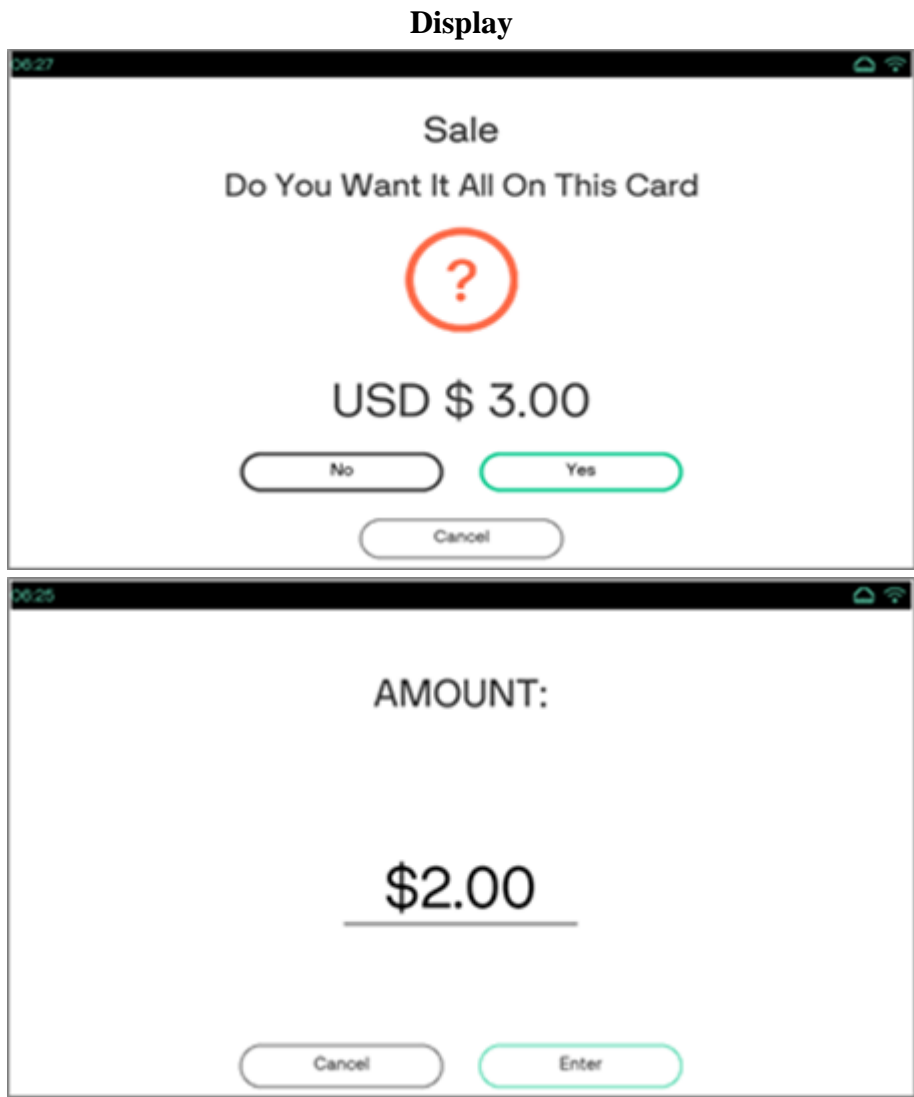 Display
06:27
Sale
Do You Want It All On This Card
?
USD $ 3.00
No Yes
Cancel
06:25
AMOUNT:
$2.00
Cancel Enter